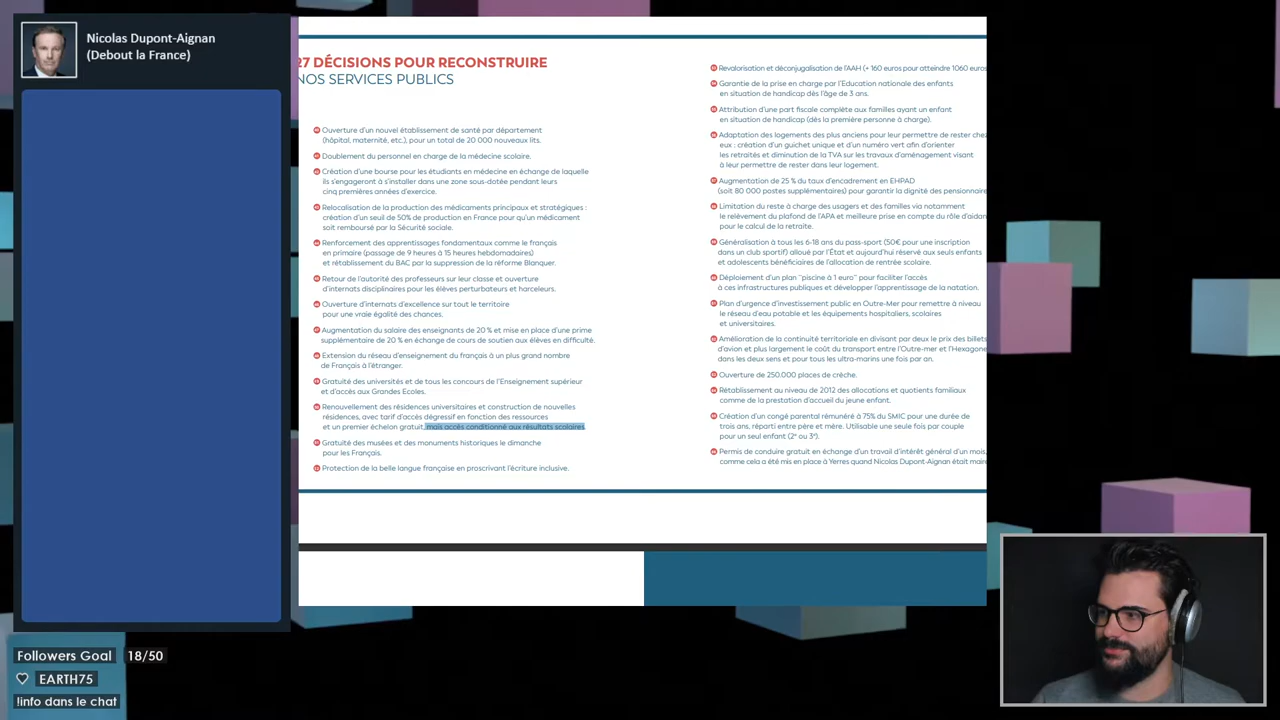 Nicolas Dupont-Aignan
(Debout la France)
27 DÉCISIONS POUR RECONSTRUIRE
NOS SERVICES PUBLICS
Ouverture d'un nouvel établissement de santé par département
(hôpital, maternité, etc.), pour un total de 20 000 nouveaux lits.
Doublement du personnel en charge de la médecine scolaire.
Création d'une bourse pour les étudiants en médecine en échange de laquelle
ils s'engageront à s'installer dans une zone sous-dotée pendant leurs
cinq premières années d'exercice.
Relocalisation de la production des médicaments principaux et stratégiques :
création d'un seuil de 50% de production en France pour qu'un médicament
soit remboursé par la Sécurité sociale.
Renforcement des apprentissages fondamentaux comme le français
en primaire (passage de 9 heures à 15 heures hebdomadaires)
et rétablissement du BAC par la suppression de la réforme Blanquer.
Retour de l'autorité des professeurs sur leur classe et ouverture
d'internats disciplinaires pour les élèves perturbateurs et harceleurs.
Ouverture d'internats d'excellence sur tout le territoire
pour une vraie égalité des chances.
Augmentation du salaire des enseignants de 20 % et mise en place d'une prime
supplémentaire de 20 % en échange de cours de soutien aux élèves en difficulté.
Extension du réseau d'enseignement du français à un plus grand nombre
de Français à l'étranger.
Gratuité des universités et de tous les concours de l'Enseignement supérieur
et d'accès aux Grandes Ecoles.
Renouvellement des résidences universitaires et construction de nouvelles
résidences, avec tarif d'accès dégressif en fonction des ressources
et un premier échelon gratuit, mais accès conditionné aux résultats scolaires.
Gratuité des musées et des monuments historiques le dimanche
pour les Français.
Protection de la belle langue française en proscrivant l'écriture inclusive.
Revalorisation et déconjugalisation de l'AAH (+ 160 euros pour atteindre 1060 euros
Garantie de la prise en charge par l'Education nationale des enfants
en situation de handicap dès l'âge de 3 ans.
Attribution d'une part fiscale complète aux familles ayant un enfant
en situation de handicap (dès la première personne à charge).
Adaptation des logements des plus anciens pour leur permettre de rester chez
eux : création d'un guichet unique et d'un numéro vert afin d'orienter
les retraités et diminution de la TVA sur les travaux d'aménagement visant
à leur permettre de rester dans leur logement.
Augmentation de 25 % du taux d'encadrement en EHPAD
(soit 80 000 postes supplémentaires) pour garantir la dignité des pensionnaire
Limitation du reste à charge des usagers et des familles via notamment
le relèvement du plafond de l'APA et meilleure prise en compte du rôle d'aidan
pour le calcul de la retraite.
Généralisation à tous les 6-18 ans du pass-sport (50€ pour une inscription
dans un club sportif) alloué par l'État et aujourd'hui réservé aux seuls enfants
et adolescents bénéficiaires de l'allocation de rentrée scolaire.
Déploiement d'un plan "piscine à 1 euro" pour faciliter l'accès
à ces infrastructures publiques et développer l'apprentissage de la natation.
Plan d'urgence d'investissement public en Outre-Mer pour remettre à niveau
le réseau d'eau potable et les équipements hospitaliers, scolaires
et universitaires.
Amélioration de la continuité territoriale en divisant par deux le prix des billets
d'avion et plus largement le coût du transport entre l'Outre-mer et l'Hexagone
dans les deux sens et pour tous les ultra-marins une fois par an.
Ouverture de 250.000 places de crèche.
Rétablissement au niveau de 2012 des allocations et quotients familiaux
comme de la prestation d'accueil du jeune enfant.
Création d'un congé parental rémunéré à 75% du SMIC pour une durée de
trois ans, réparti entre père et mère. Utilisable une seule fois par couple
pour un seul enfant (2e ou 3e).
Permis de conduire gratuit en échange d'un travail d'intérêt général d'un mois,
comme cela a été mis en place à Yerres quand Nicolas Dupont-Aignan était maire
Followers Goal 18/50
EARTH75
!info dans le chat